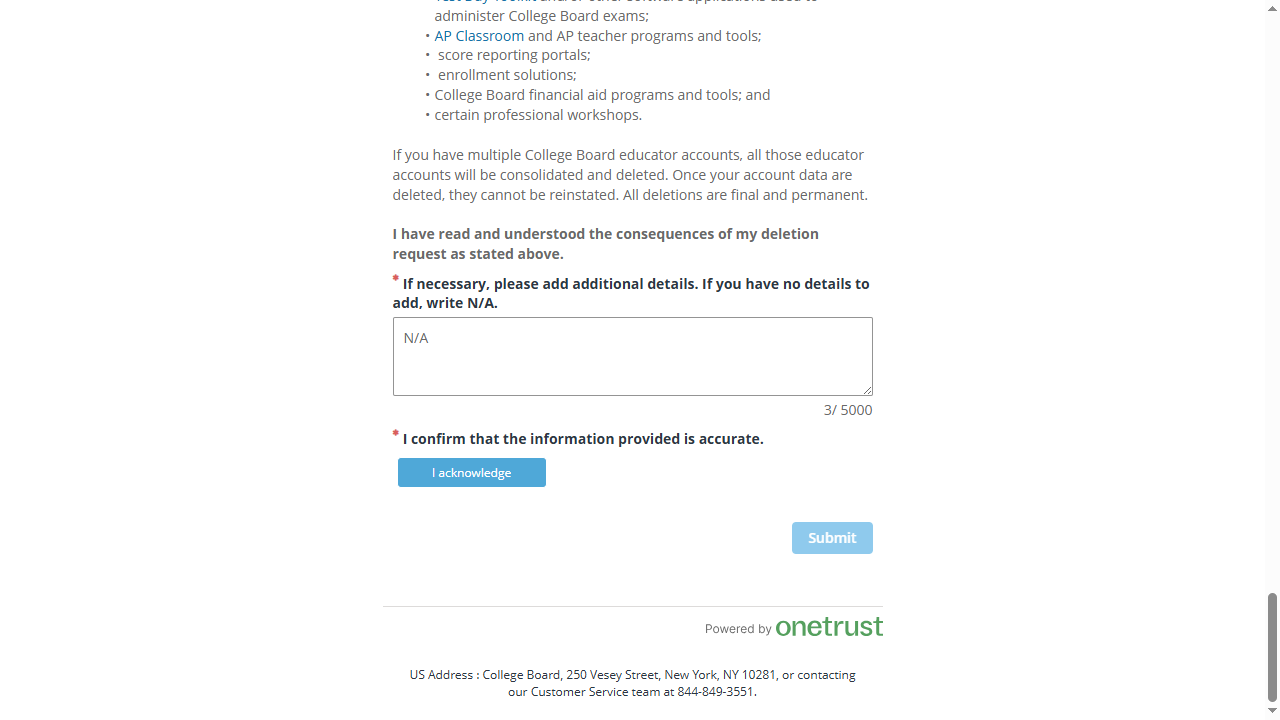 administer College Board exams;
• AP Classroom and AP teacher programs and tools;
• score reporting portals;
• enrollment solutions;
• College Board financial aid programs and tools; and
• certain professional workshops.
If you have multiple College Board educator accounts, all those educator
accounts will be consolidated and deleted. Once your account data are
deleted, they cannot be reinstated. All deletions are final and permanent.
I have read and understood the consequences of my deletion
request as stated above.
* If necessary, please add additional details. If you have no details to
add, write N/A.
N/A
3/ 5000
* I confirm that the information provided is accurate.
I acknowledge
Submit
Powered by onetrust
US Address : College Board, 250 Vesey Street, New York, NY 10281, or contacting
our Customer Service team at 844-849-3551.